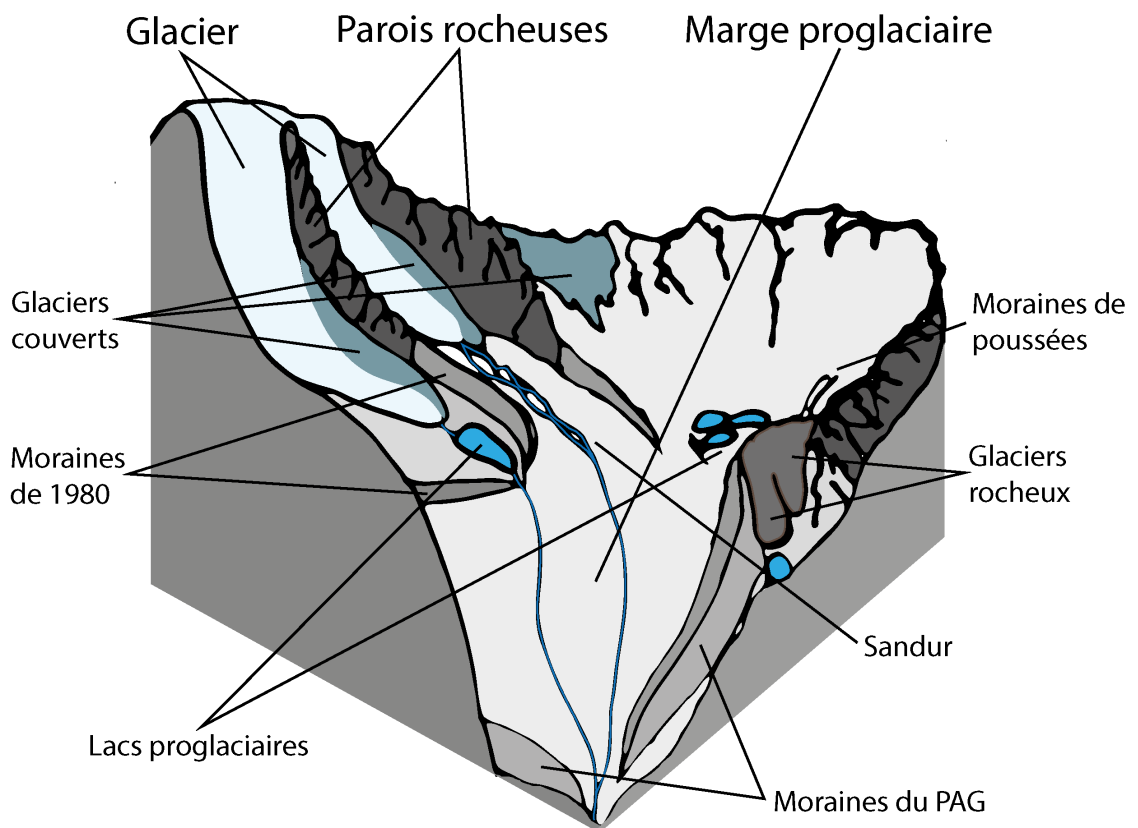 Glacier
Parois rocheuses
Marge proglaciaire
Glaciers
couverts
Moraines de
poussées
Moraines
de 1980
Glaciers
rocheux
Sandur
Lacs proglaciaires
Moraines du PAG